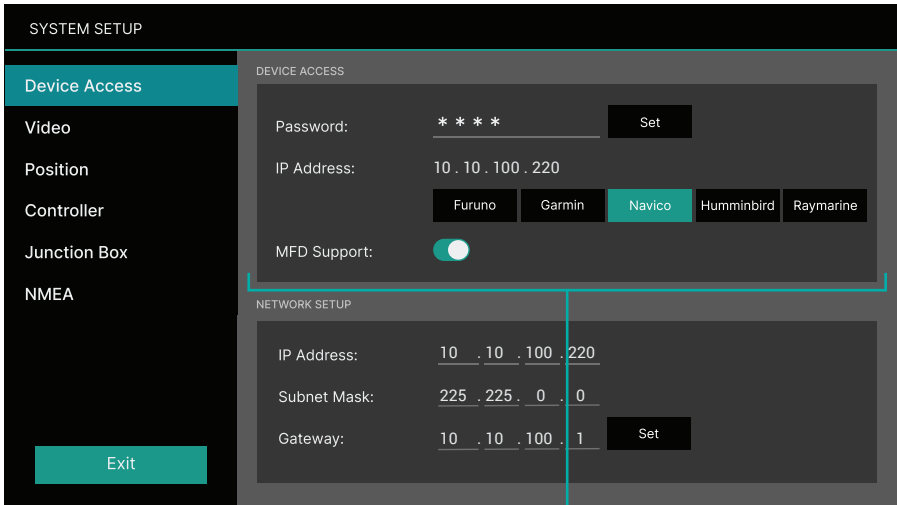 SYSTEM SETUP
Device Access
Video
Position
Controller
Junction Box
NMEA
Exit
DEVICE ACCESS
Password: * * * * Set
IP Address: 10 . 10 . 100 . 220
Furuno Garmin Navico Humminbird Raymarine
MFD Support:
NETWORK SETUP
IP Address: 10 . 10 . 100 . 220
Subnet Mask: 225 . 225 . 0 . 0
Gateway: 10 . 10 . 100 . 1 Set